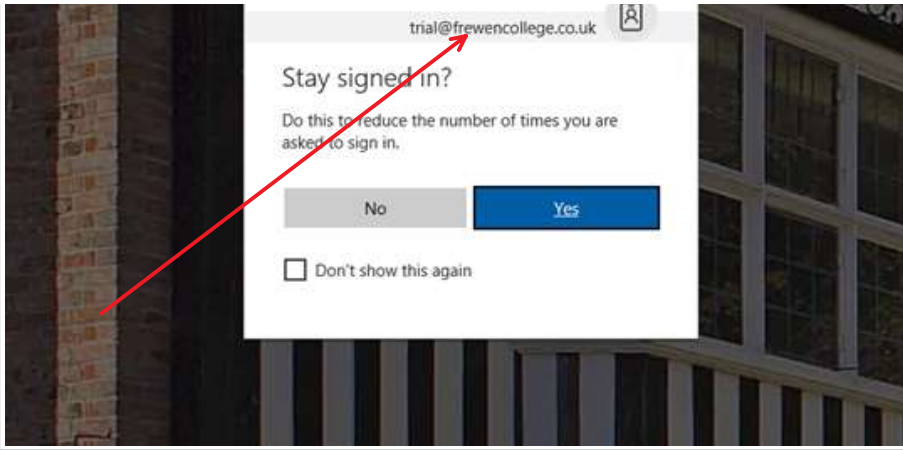 trial@frewencollege.co.uk
Stay signed in?
Do this to reduce the number of times you are
asked to sign in.
No
Yes
Don't show this again